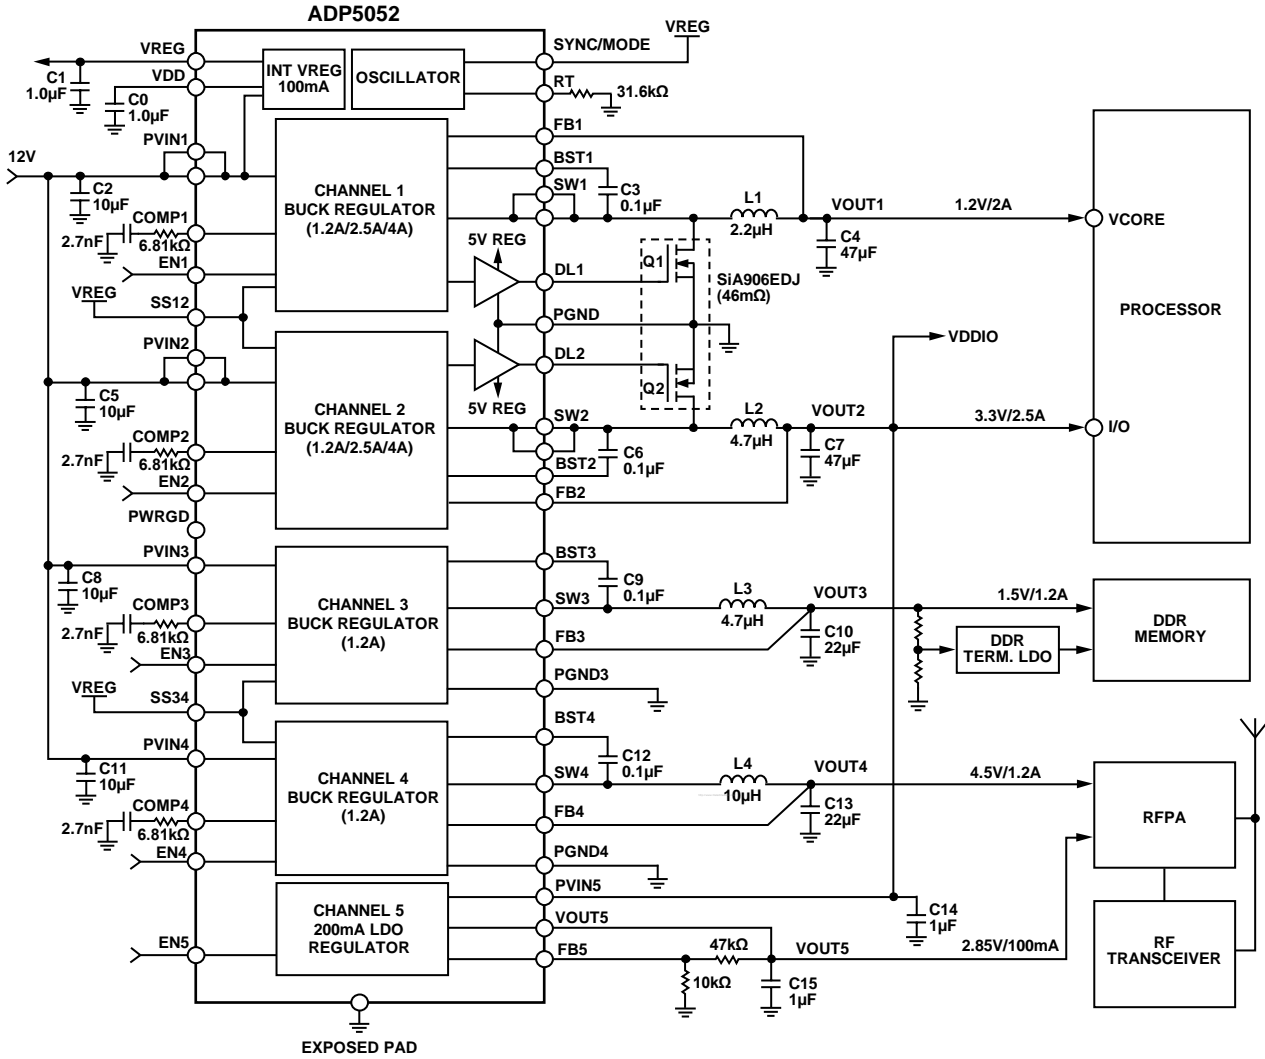 ADP5052
VREG
VDD
C1
1.0µF
C0
1.0µF
INT VREG
100mA
OSCILLATOR
SYNC/MODE
VREG
RT
31.6kΩ
PVIN1
12V
C2
10µF
COMP1
2.7nF
6.81kΩ
EN1
VREG
SS12
CHANNEL 1
BUCK REGULATOR
(1.2A/2.5A/4A)
FB1
BST1
SW1
C3
0.1µF
L1
2.2µH
VOUT1
1.2V/2A
C4
47µF
VCORE
5V REG
DL1
Q1
SiA906EDJ
(46mΩ)
PGND
PROCESSOR
VDDIO
PVIN2
C5
10µF
COMP2
2.7nF
6.81kΩ
EN2
PWRGD
CHANNEL 2
BUCK REGULATOR
(1.2A/2.5A/4A)
DL2
Q2
5V REG
SW2
C6
0.1µF
BST2
FB2
L2
4.7µH
VOUT2
3.3V/2.5A
C7
47µF
I/O
PVIN3
C8
10µF
COMP3
2.7nF
6.81kΩ
EN3
VREG
SS34
CHANNEL 3
BUCK REGULATOR
(1.2A)
BST3
C9
0.1µF
SW3
FB3
PGND3
L3
4.7µH
VOUT3
1.5V/1.2A
C10
22µF
DDR
TERM. LDO
DDR
MEMORY
PVIN4
C11
10µF
COMP4
2.7nF
6.81kΩ
EN4
CHANNEL 4
BUCK REGULATOR
(1.2A)
BST4
C12
0.1µF
SW4
FB4
PGND4
L4
10µH
VOUT4
4.5V/1.2A
C13
22µF
RFPA
EN5
CHANNEL 5
200mA LDO
REGULATOR
PVIN5
VOUT5
FB5
47kΩ
10kΩ
VOUT5
C15
1µF
C14
1µF
2.85V/100mA
RF
TRANSCEIVER
EXPOSED PAD